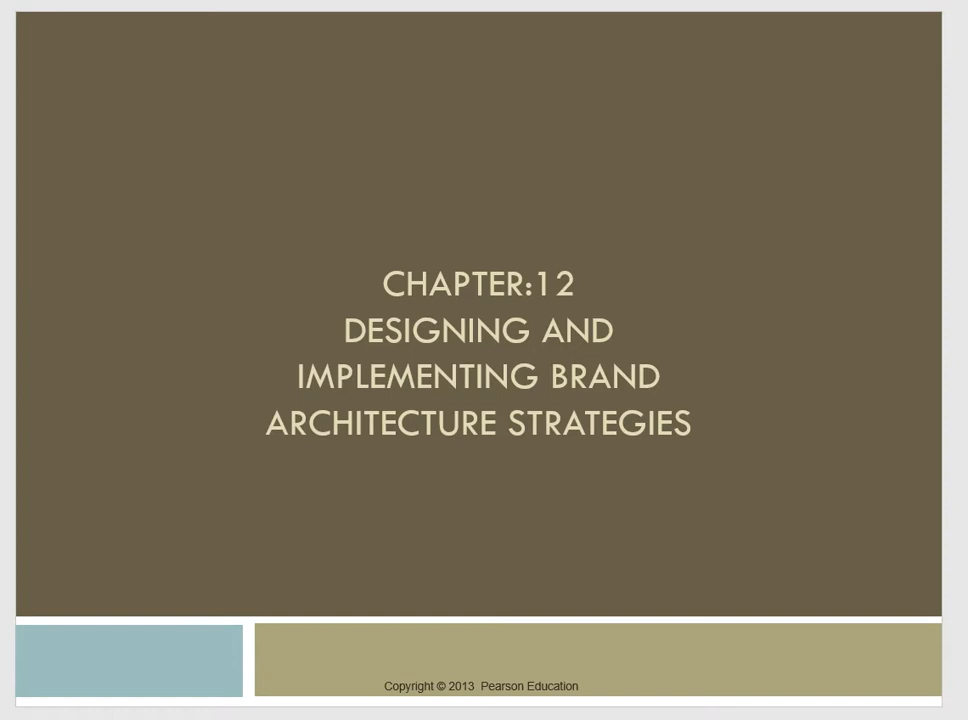 CHAPTER:12
DESIGNING AND
IMPLEMENTING BRAND
ARCHITECTURE STRATEGIES
Copyright © 2013 Pearson Education